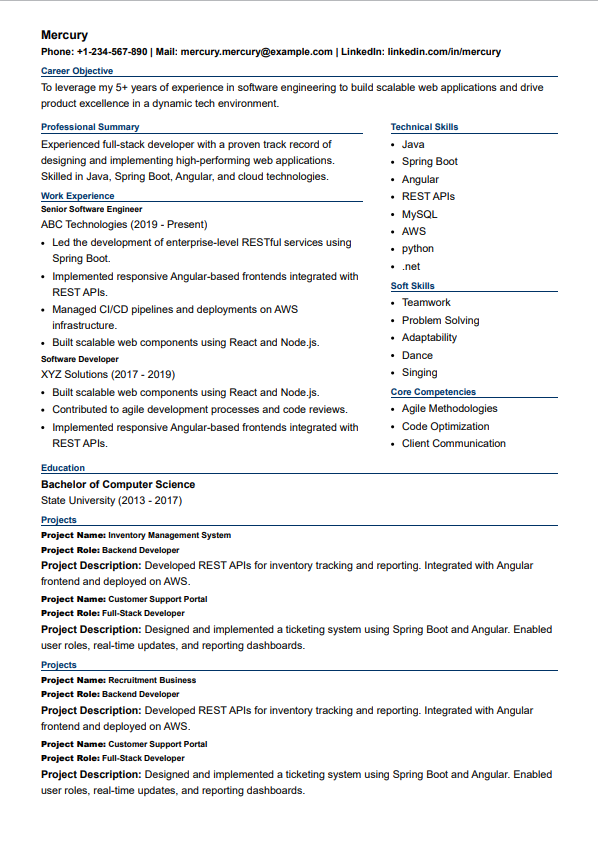 Mercury
Phone: +1-234-567-890 | Mail: mercury.mercury@example.com | LinkedIn: linkedin.com/in/mercury
Career Objective
To leverage my 5+ years of experience in software engineering to build scalable web applications and drive
product excellence in a dynamic tech environment.
Professional Summary
Experienced full-stack developer with a proven track record of
designing and implementing high-performing web applications.
Skilled in Java, Spring Boot, Angular, and cloud technologies.
Work Experience
Senior Software Engineer
ABC Technologies (2019 - Present)
• Led the development of enterprise-level RESTful services using
Spring Boot.
• Implemented responsive Angular-based frontends integrated with
REST APIs.
• Managed CI/CD pipelines and deployments on AWS
infrastructure.
• Built scalable web components using React and Node.js.
Software Developer
XYZ Solutions (2017 - 2019)
• Built scalable web components using React and Node.js.
• Contributed to agile development processes and code reviews.
• Implemented responsive Angular-based frontends integrated with
REST APIs.
Technical Skills
• Java
• Spring Boot
• Angular
• REST APIs
• MySQL
• AWS
• python
• .net
Soft Skills
• Teamwork
• Problem Solving
• Adaptability
• Dance
• Singing
Core Competencies
• Agile Methodologies
• Code Optimization
• Client Communication
Education
Bachelor of Computer Science
State University (2013 - 2017)
Projects
Project Name: Inventory Management System
Project Role: Backend Developer
Project Description: Developed REST APIs for inventory tracking and reporting. Integrated with Angular
frontend and deployed on AWS.
Project Name: Customer Support Portal
Project Role: Full-Stack Developer
Project Description: Designed and implemented a ticketing system using Spring Boot and Angular. Enabled
user roles, real-time updates, and reporting dashboards.
Projects
Project Name: Recruitment Business
Project Role: Backend Developer
Project Description: Developed REST APIs for inventory tracking and reporting. Integrated with Angular
frontend and deployed on AWS.
Project Name: Customer Support Portal
Project Role: Full-Stack Developer
Project Description: Designed and implemented a ticketing system using Spring Boot and Angular. Enabled
user roles, real-time updates, and reporting dashboards.